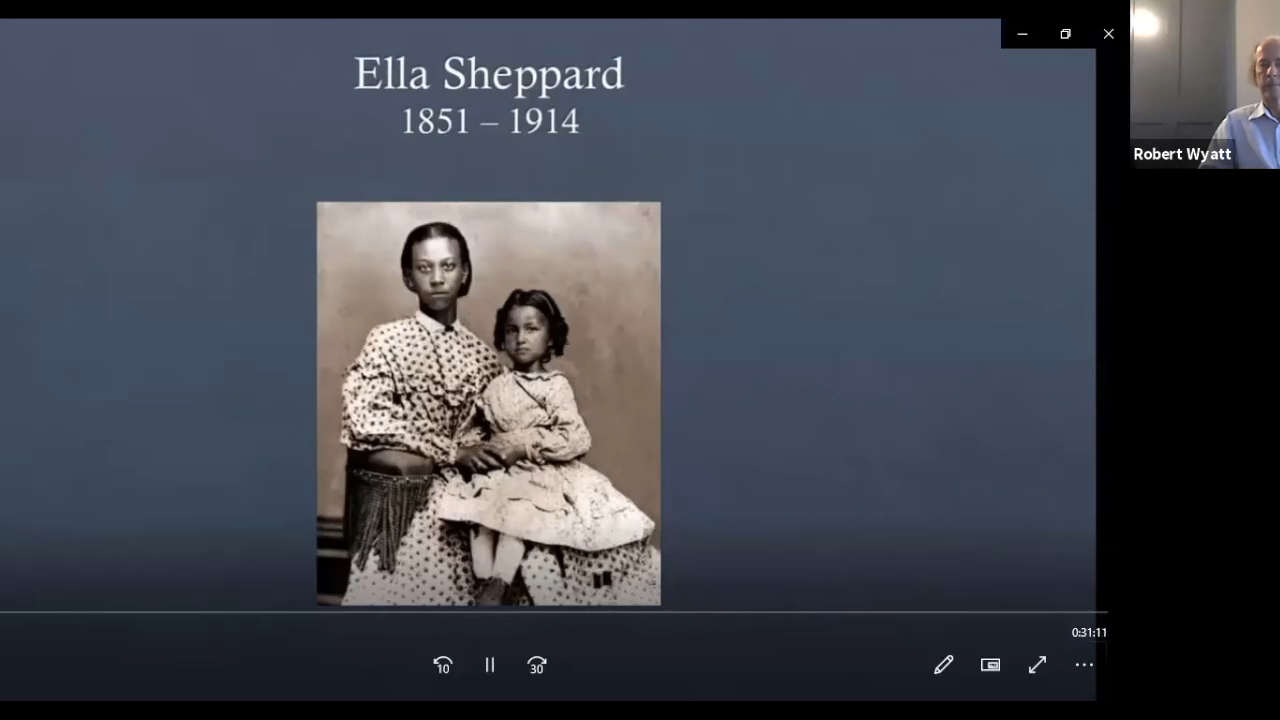 Ella Sheppard
1851 – 1914
Robert Wyatt
0:31:11
10
30